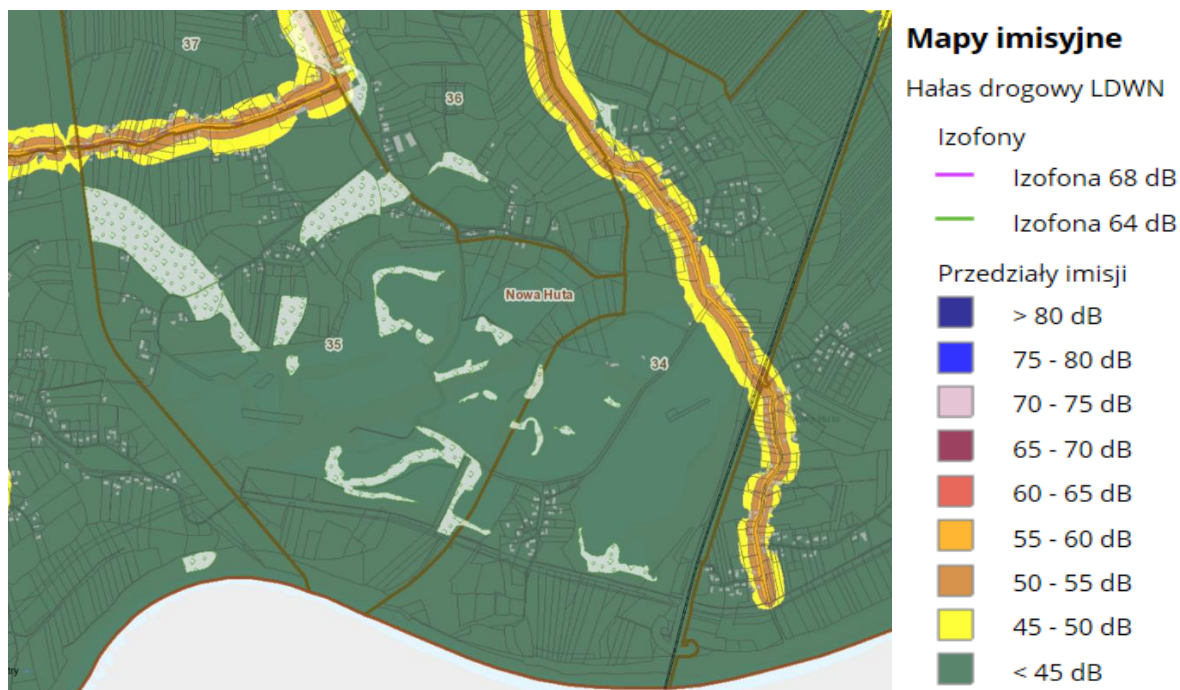 37
36
Nowa Huta
35
34
Mapy imisyjne
Hałas drogowy LDWN
Izofony
Izofona 68 dB
Izofona 64 dB
Przedziały imisji
> 80 dB
75 - 80 dB
70 - 75 dB
65 - 70 dB
60 - 65 dB
55 - 60 dB
50 - 55 dB
45 - 50 dB
< 45 dB